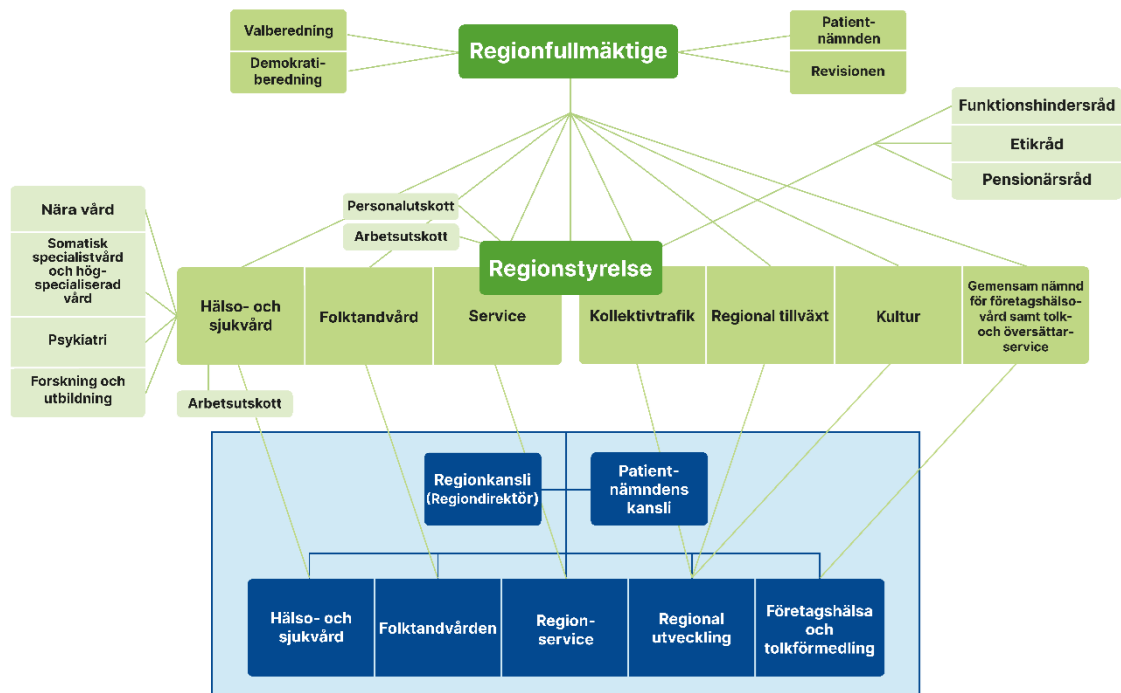 Valberedning
Demokrati-
beredning
Regionfullmäktige
Patient-
nämnden
Revisionen
Funktionshindersråd
Etikråd
Pensionärsråd
Nära vård
Somatisk
specialistvård
och hög-
specialiserad
vård
Psykiatri
Forskning och
utbildning
Personalutskott
Arbetsutskott
Regionstyrelse
Hälso- och
sjukvård
Folktandvård
Service
Kollektivtrafik
Regional tillväxt
Kultur
Gemensam nämnd
för företagshälso-
vård samt tolk-
och översättar-
service
Arbetsutskott
Regionkansli
(Regiondirektör)
Patient-
nämndens
kansli
Hälso- och
sjukvård
Folktandvården
Region-
service
Regional
utveckling
Företagshälsa
och
tolkförmedling